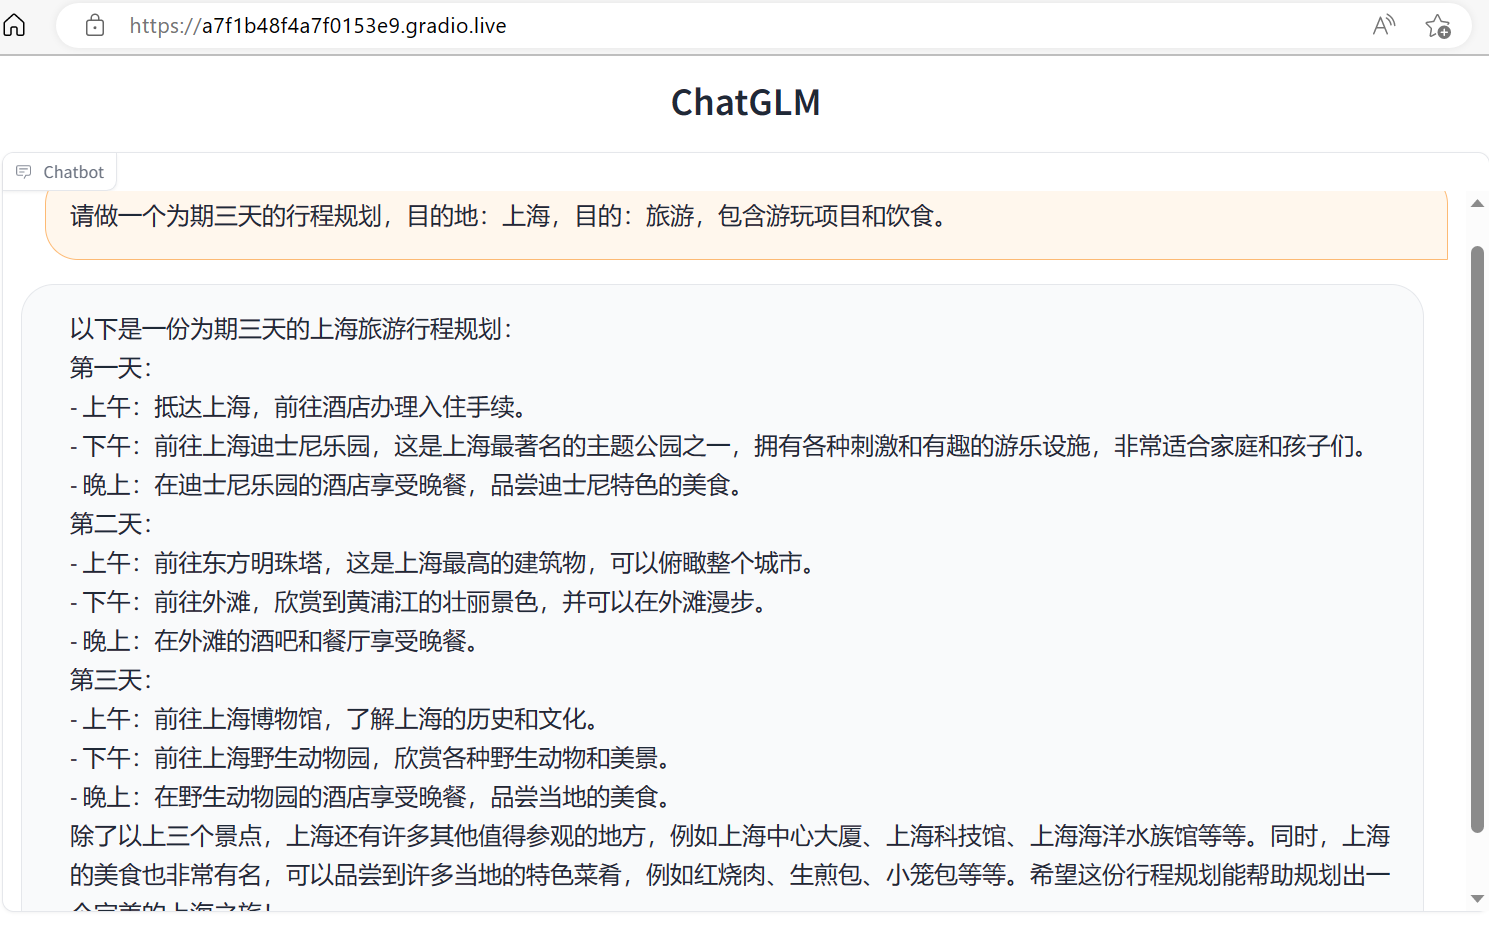 https://a7f1b48f4a7f0153e9.gradio.live
ChatGLM
Chatbot
请做一个为期三天的行程规划，目的地：上海，目的：旅游，包含游玩项目和饮食。
以下是一份为期三天的上海旅游行程规划：
第一天：
- 上午：抵达上海，前往酒店办理入住手续。
- 下午：前往上海迪士尼乐园，这是上海最著名的主题公园之一，拥有各种刺激和有趣的游乐设施，非常适合家庭和孩子们。
- 晚上：在迪士尼乐园的酒店享受晚餐，品尝迪士尼特色的美食。
第二天：
- 上午：前往东方明珠塔，这是上海最高的建筑物，可以俯瞰整个城市。
- 下午：前往外滩，欣赏到黄浦江的壮丽景色，并可以在外滩漫步。
- 晚上：在外滩的酒吧和餐厅享受晚餐。
第三天：
- 上午：前往上海博物馆，了解上海的历史和文化。
- 下午：前往上海野生动物园，欣赏各种野生动物和美景。
- 晚上：在野生动物园的酒店享受晚餐，品尝当地的美食。
除了以上三个景点，上海还有许多其他值得参观的地方，例如上海中心大厦、上海科技馆、上海海洋水族馆等等。同时，上海
的美食也非常有名，可以品尝到许多当地的特色菜肴，例如红烧肉、生煎包、小笼包等等。希望这份行程规划能帮助规划出一
个完美的上海之旅！